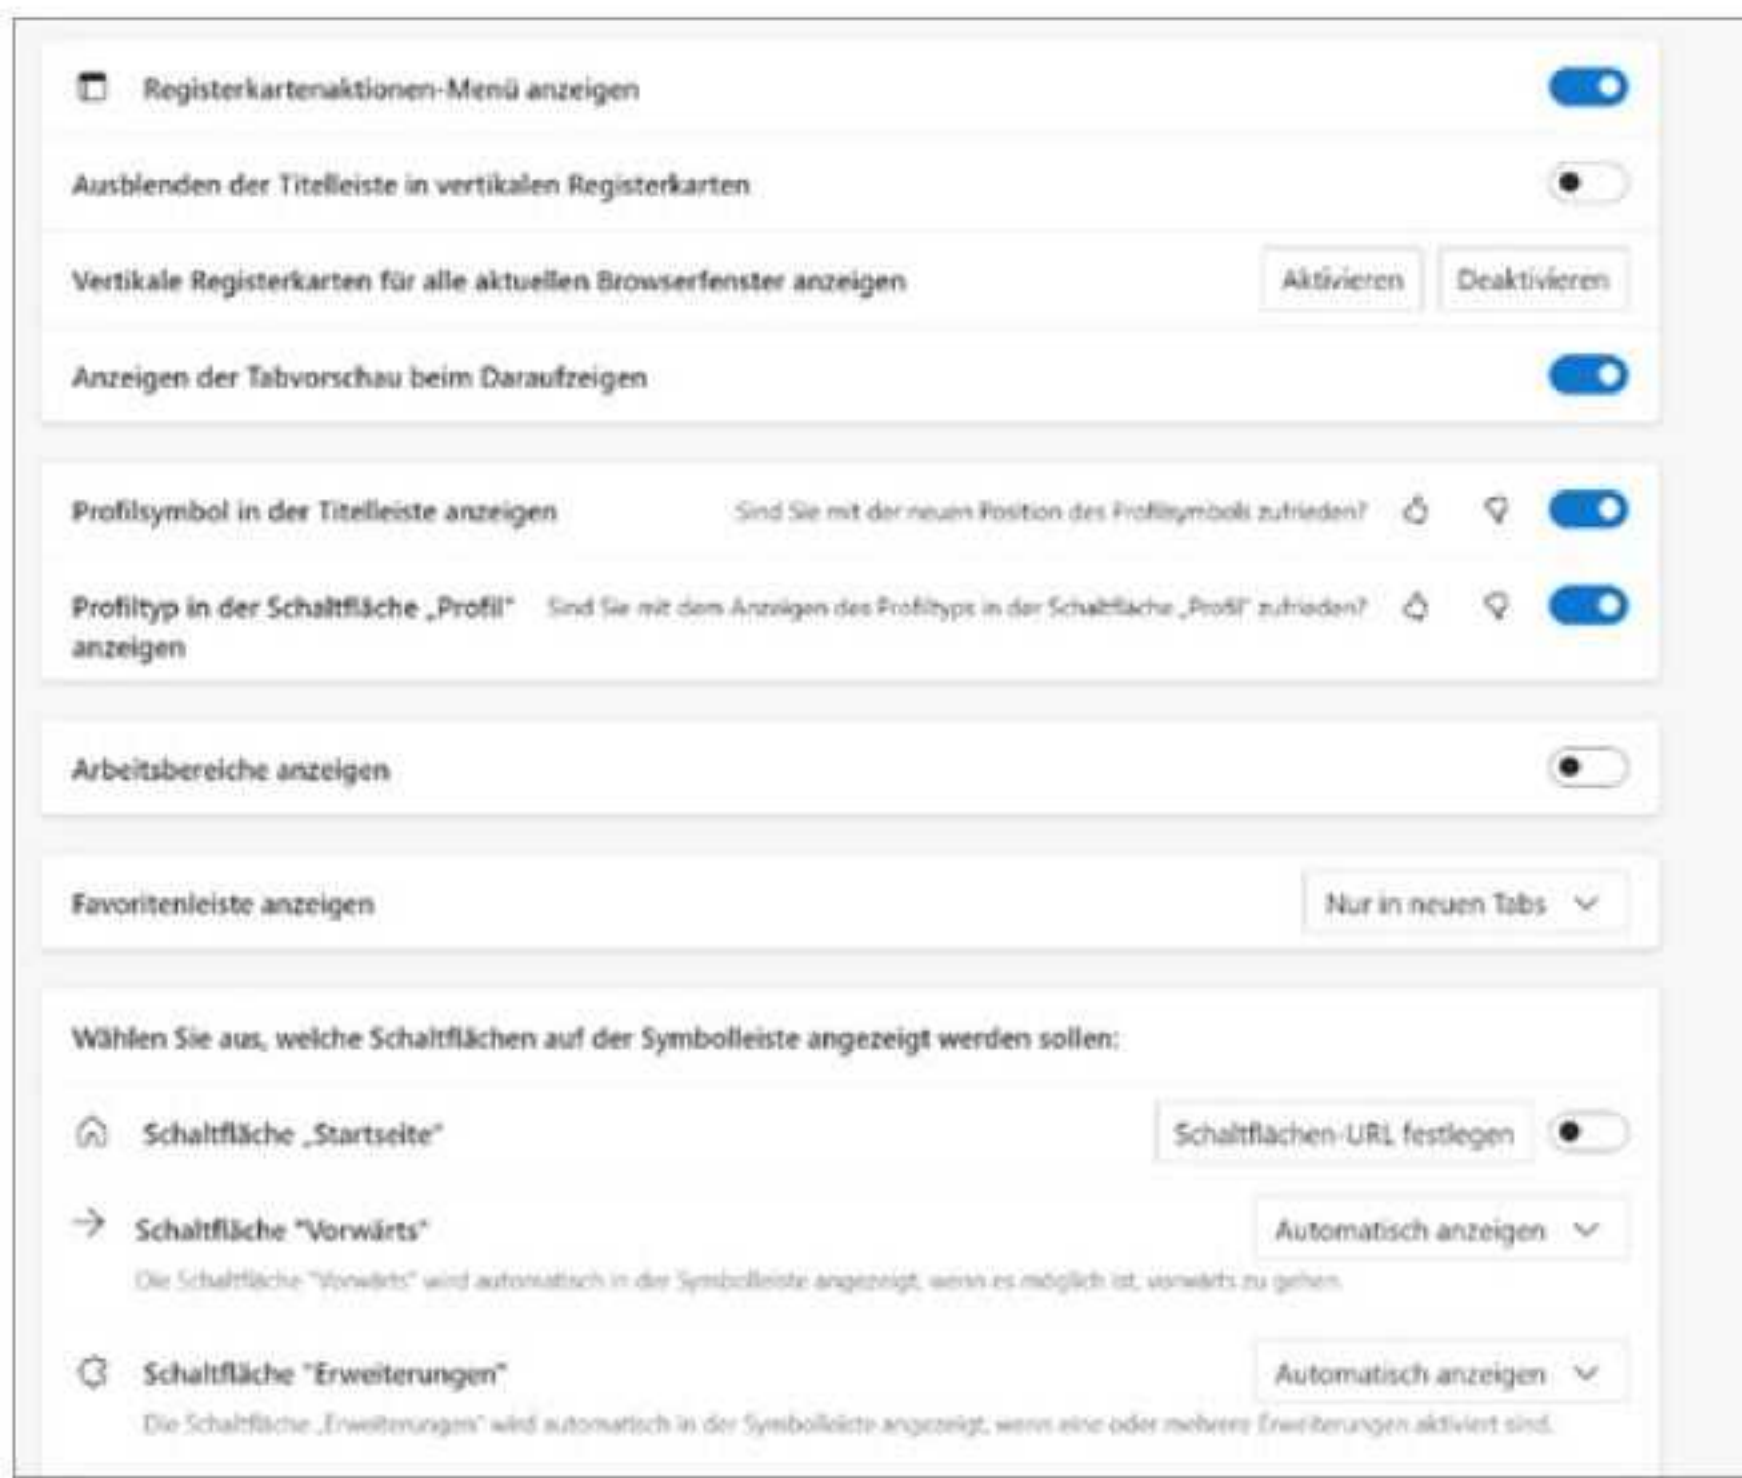 Registerkartenaktionen-Menü anzeigen
Ausblenden der Titelleiste in vertikalen Registerkarten
Vertikale Registerkarten für alle aktuellen Browserfenster anzeigen Aktivieren Deaktivieren
Anzeigen der Tabvorschau beim Daraufzeigen
Profilsymbol in der Titelleiste anzeigen Sind Sie mit der neuen Position des Profilsymbols zufrieden?
Profiltyp in der Schaltfläche „Profil" Sind Sie mit dem Anzeigen des Profiltyps in der Schaltfläche „Profil" zufrieden?
anzeigen
Arbeitsbereiche anzeigen
Favoritenleiste anzeigen Nur in neuen Tabs
Wählen Sie aus, welche Schaltflächen auf der Symbolleiste angezeigt werden sollen:
Schaltfläche „Startseite" Schaltflächen-URL festlegen
Schaltfläche "Vorwärts" Automatisch anzeigen
Die Schaltfläche "Vorwärts" wird automatisch in der Symbolleiste angezeigt, wenn es möglich ist, vorwärts zu gehen.
Schaltfläche "Erweiterungen" Automatisch anzeigen
Die Schaltfläche „Erweiterungen" wird automatisch in der Symbolleiste angezeigt, wenn eine oder mehrere Erweiterungen aktiviert sind.